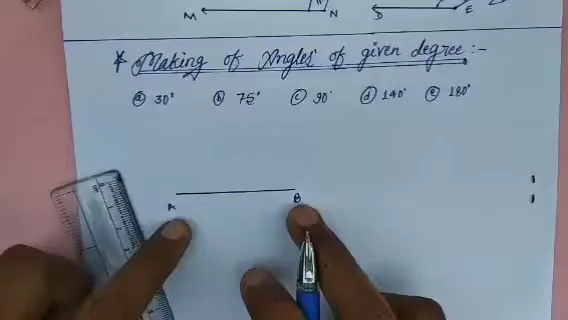 M N D E
* Making of Angles of given degree :-
(a) 30° (b) 75° (c) 90° (d) 140° (e) 180°
A B